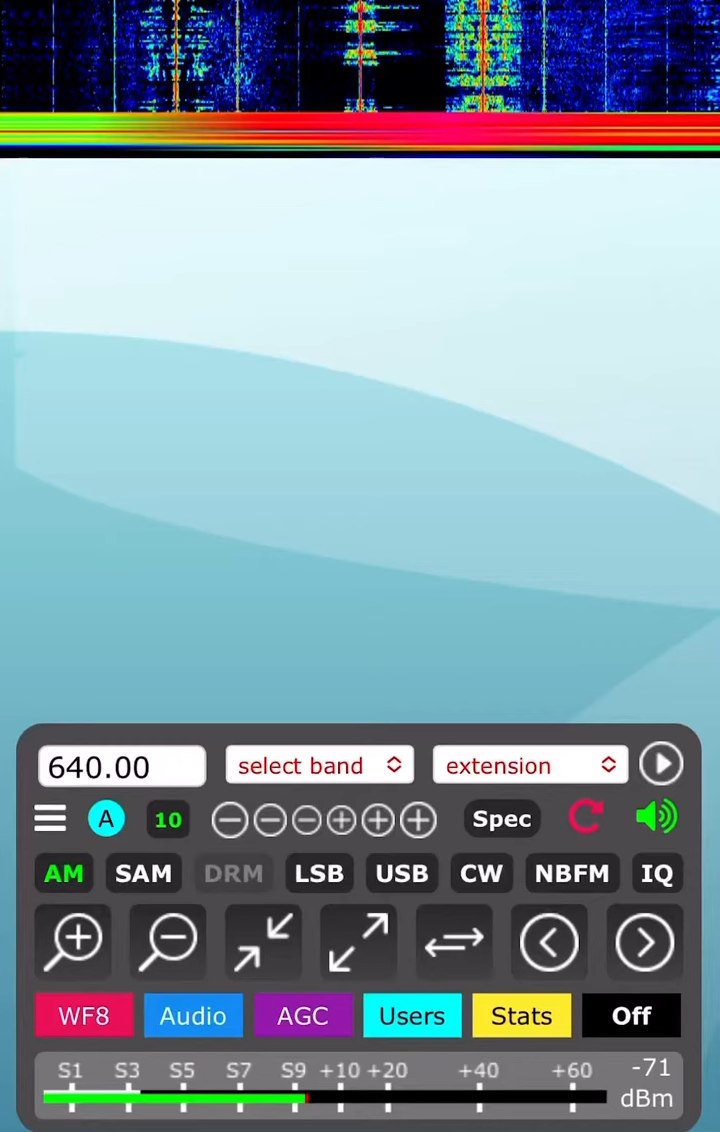 640.00 select band extension
A 10 Spec
AM SAM DRM LSB USB CW NBFM IQ
WF8 Audio AGC Users Stats Off
S1 S3 S5 S7 S9 +10 +20 +40 +60 -71
dBm